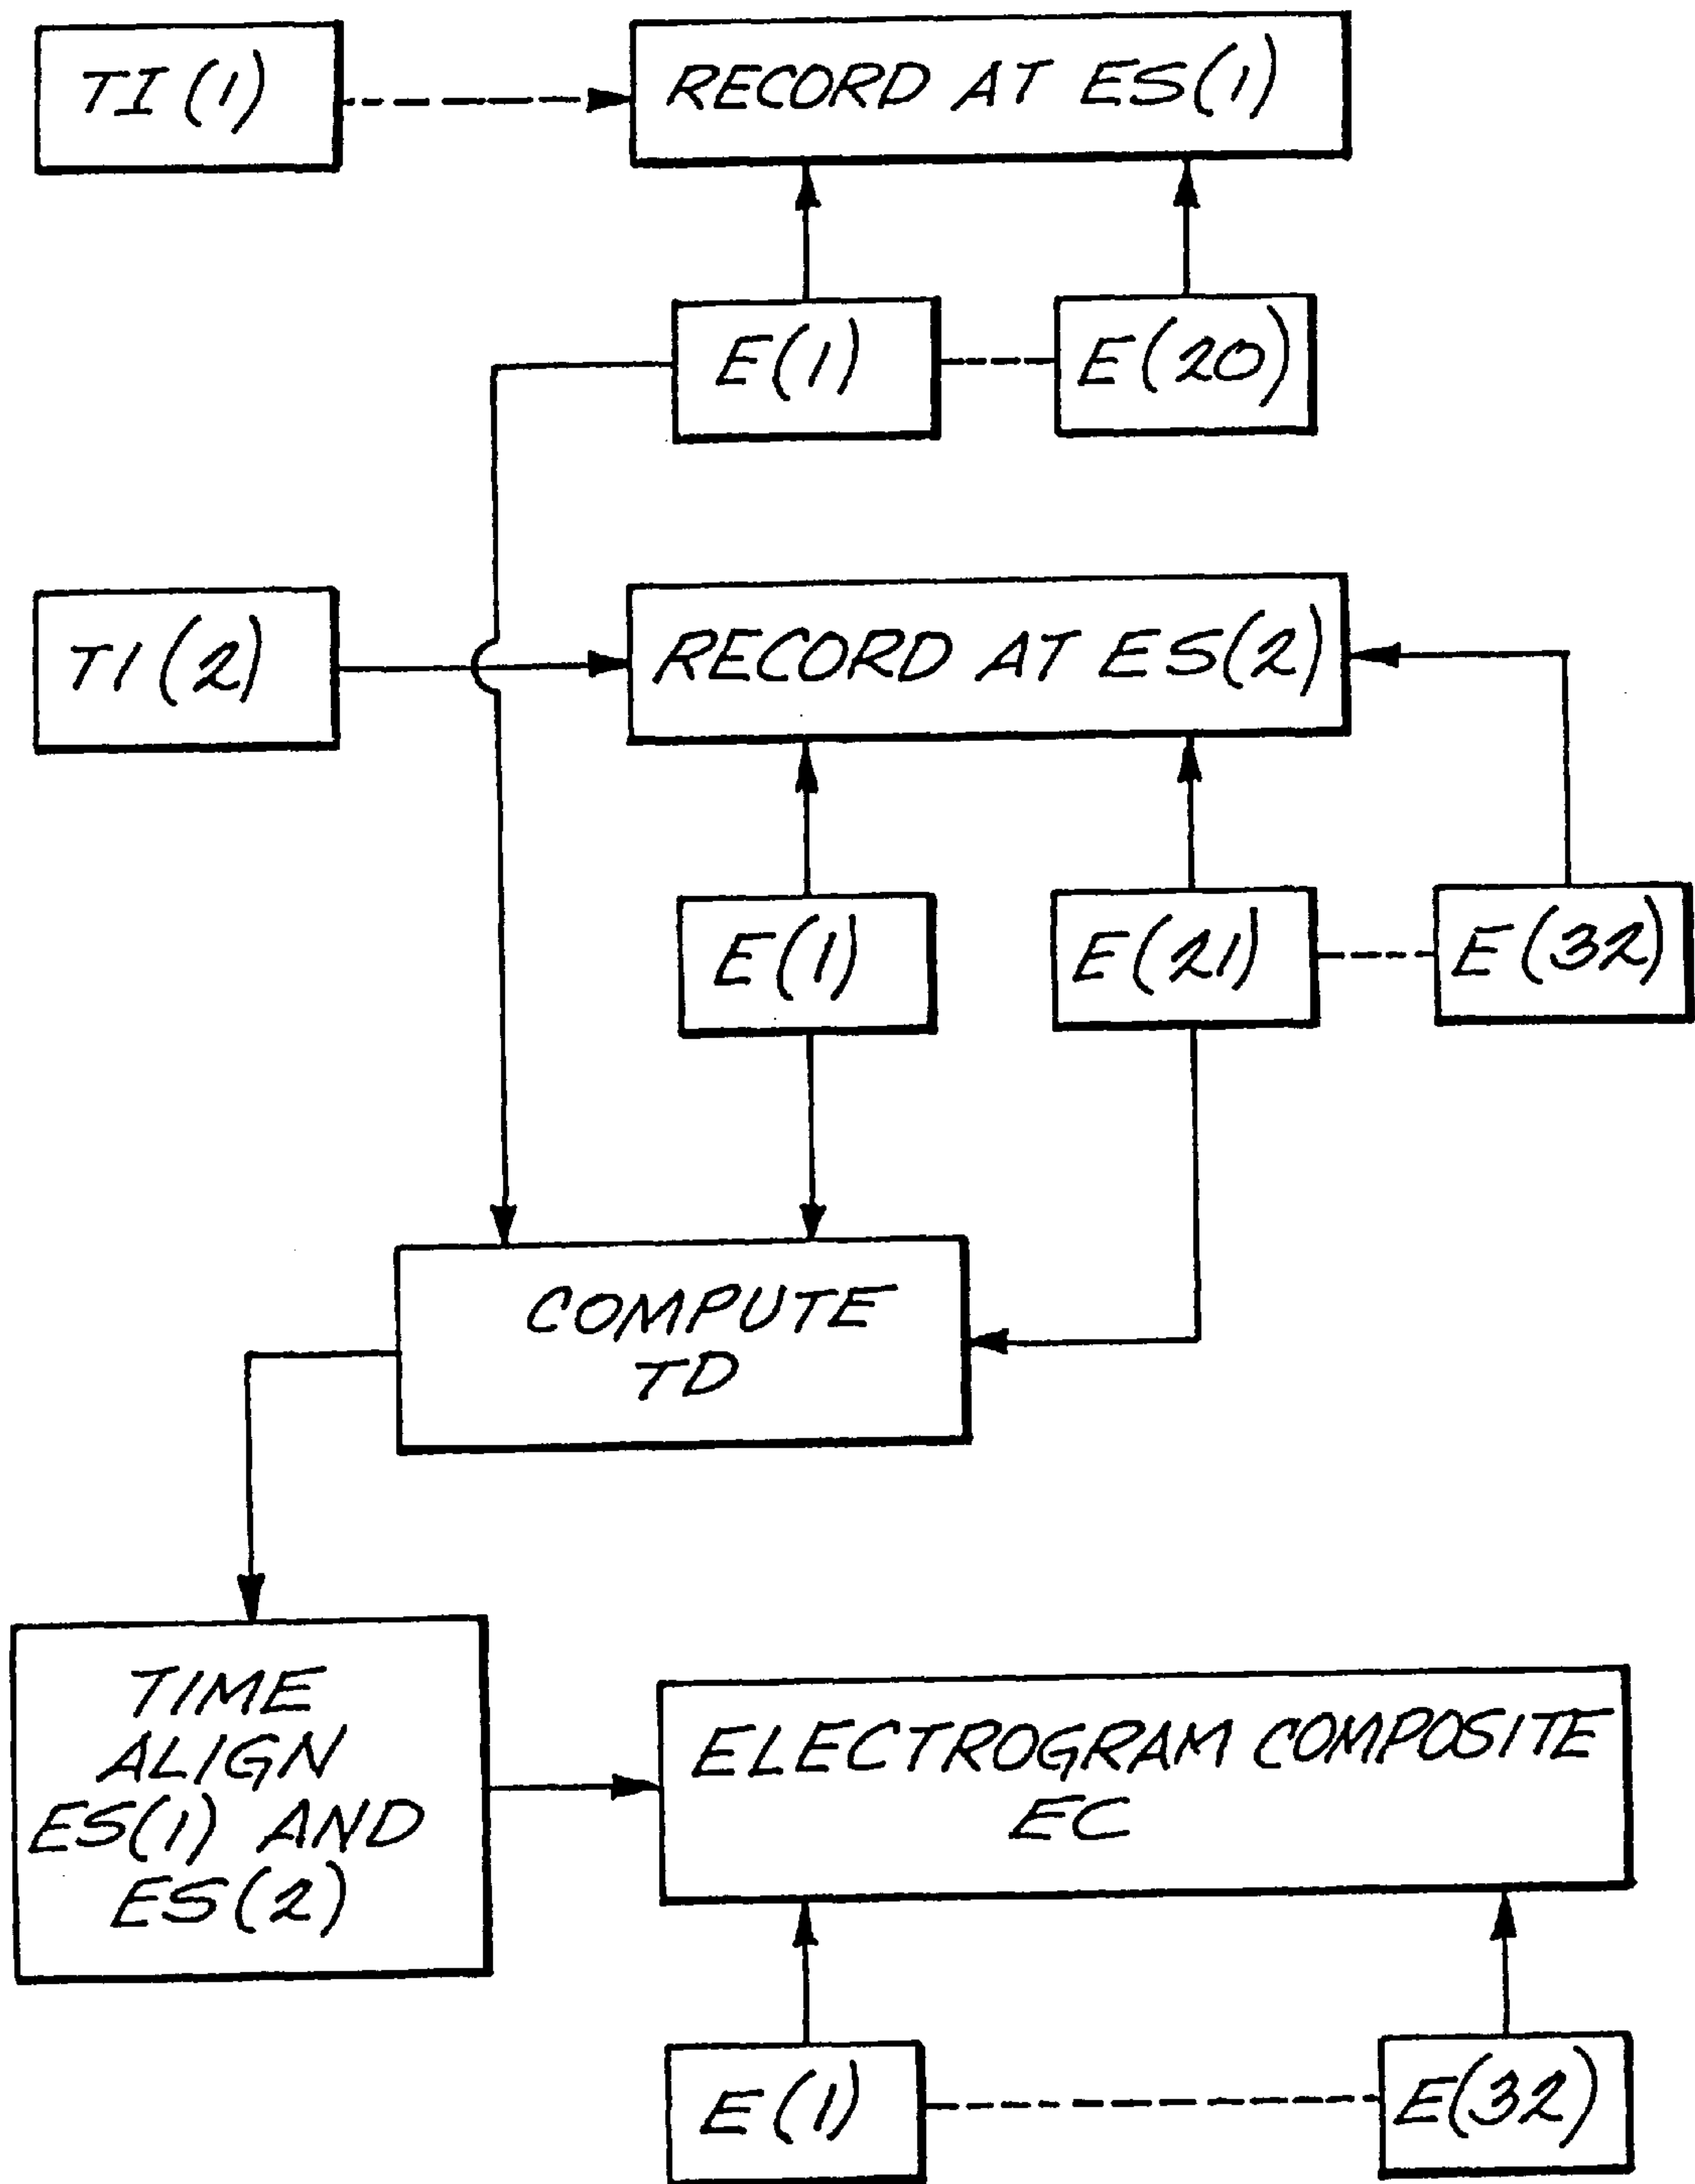 TI(1)
RECORD AT ES(1)
E(1)
E(20)
TI(2)
RECORD AT ES(2)
E(1)
E(21)
E(32)
COMPUTE
TD
TIME
ALIGN
ES(1) AND
ES(2)
ELECTROGRAM COMPOSITE
EC
E(1)
E(32)